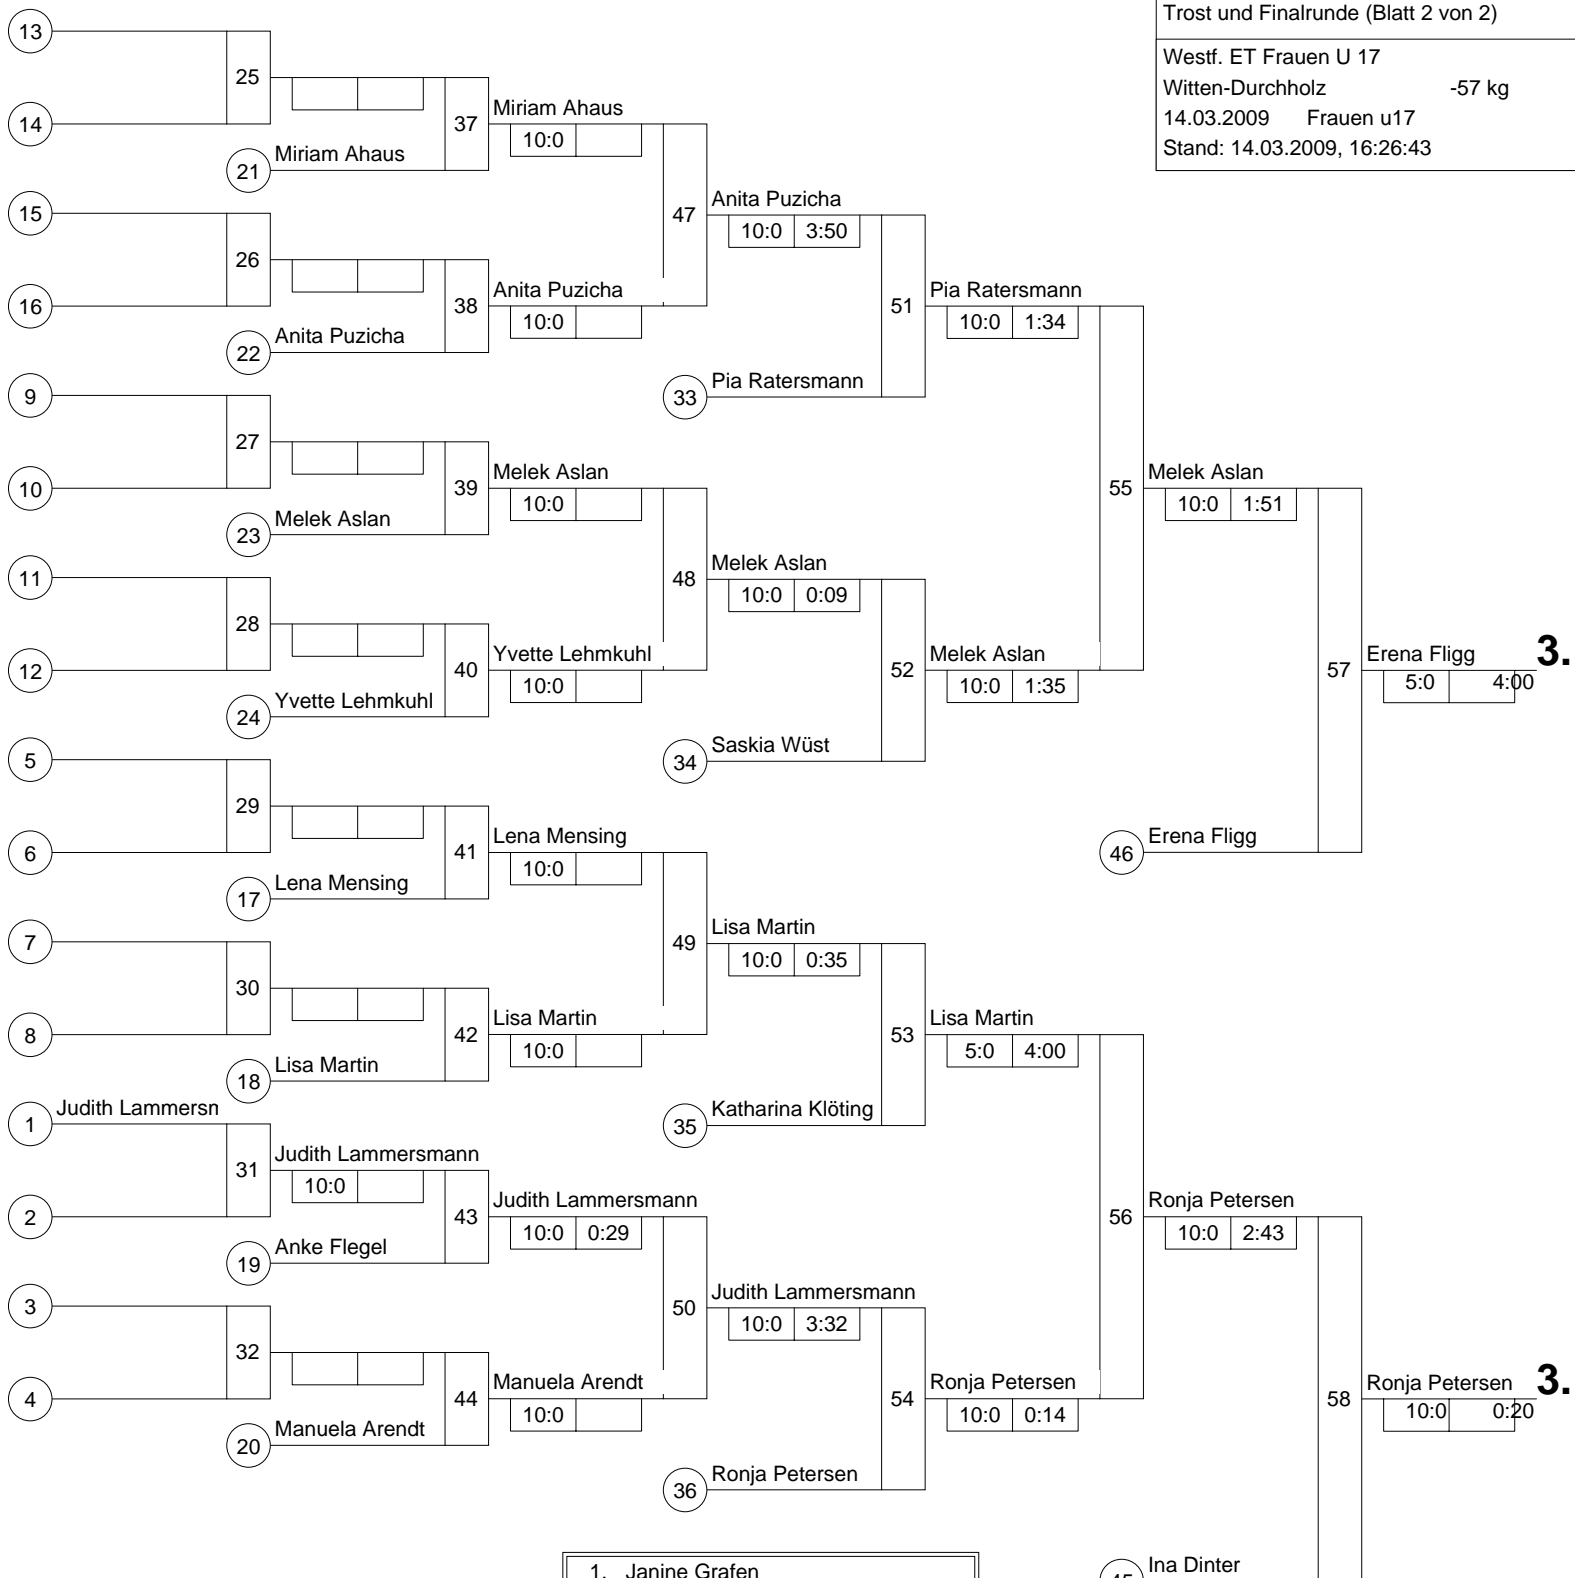 Trost und Finalrunde (Blatt 2 von 2)
Westf. ET Frauen U 17
Witten-Durchholz -57 kg
14.03.2009 Frauen u17
Stand: 14.03.2009, 16:26:43
13
25
14
37
Miriam Ahaus
10:0
21
Miriam Ahaus
15
47
Anita Puzicha
10:0 3:50
26
16
38
Anita Puzicha
10:0
22
Anita Puzicha
51
Pia Ratersmann
10:0 1:34
33
Pia Ratersmann
9
27
10
39
Melek Aslan
10:0
23
Melek Aslan
55
Melek Aslan
10:0 1:51
11
48
Melek Aslan
10:0 0:09
28
12
40
Yvette Lehmkuhl
10:0
24
Yvette Lehmkuhl
52
Melek Aslan
10:0 1:35
34
Saskia Wüst
57
Erena Fligg
3.
5:0 4:00
5
29
6
41
Lena Mensing
10:0
17
Lena Mensing
46
Erena Fligg
7
49
Lisa Martin
10:0 0:35
30
8
42
Lisa Martin
10:0
18
Lisa Martin
53
Lisa Martin
5:0 4:00
35
Katharina Klöting
1
Judith Lammersm
31
Judith Lammersmann
10:0
2
43
Judith Lammersmann
10:0 0:29
19
Anke Flegel
56
Ronja Petersen
10:0 2:43
3
50
Judith Lammersmann
10:0 3:32
32
4
44
Manuela Arendt
10:0
20
Manuela Arendt
54
Ronja Petersen
10:0 0:14
36
Ronja Petersen
58
Ronja Petersen
3.
10:0 0:20
1. Janine Grafen
45
Ina Dinter